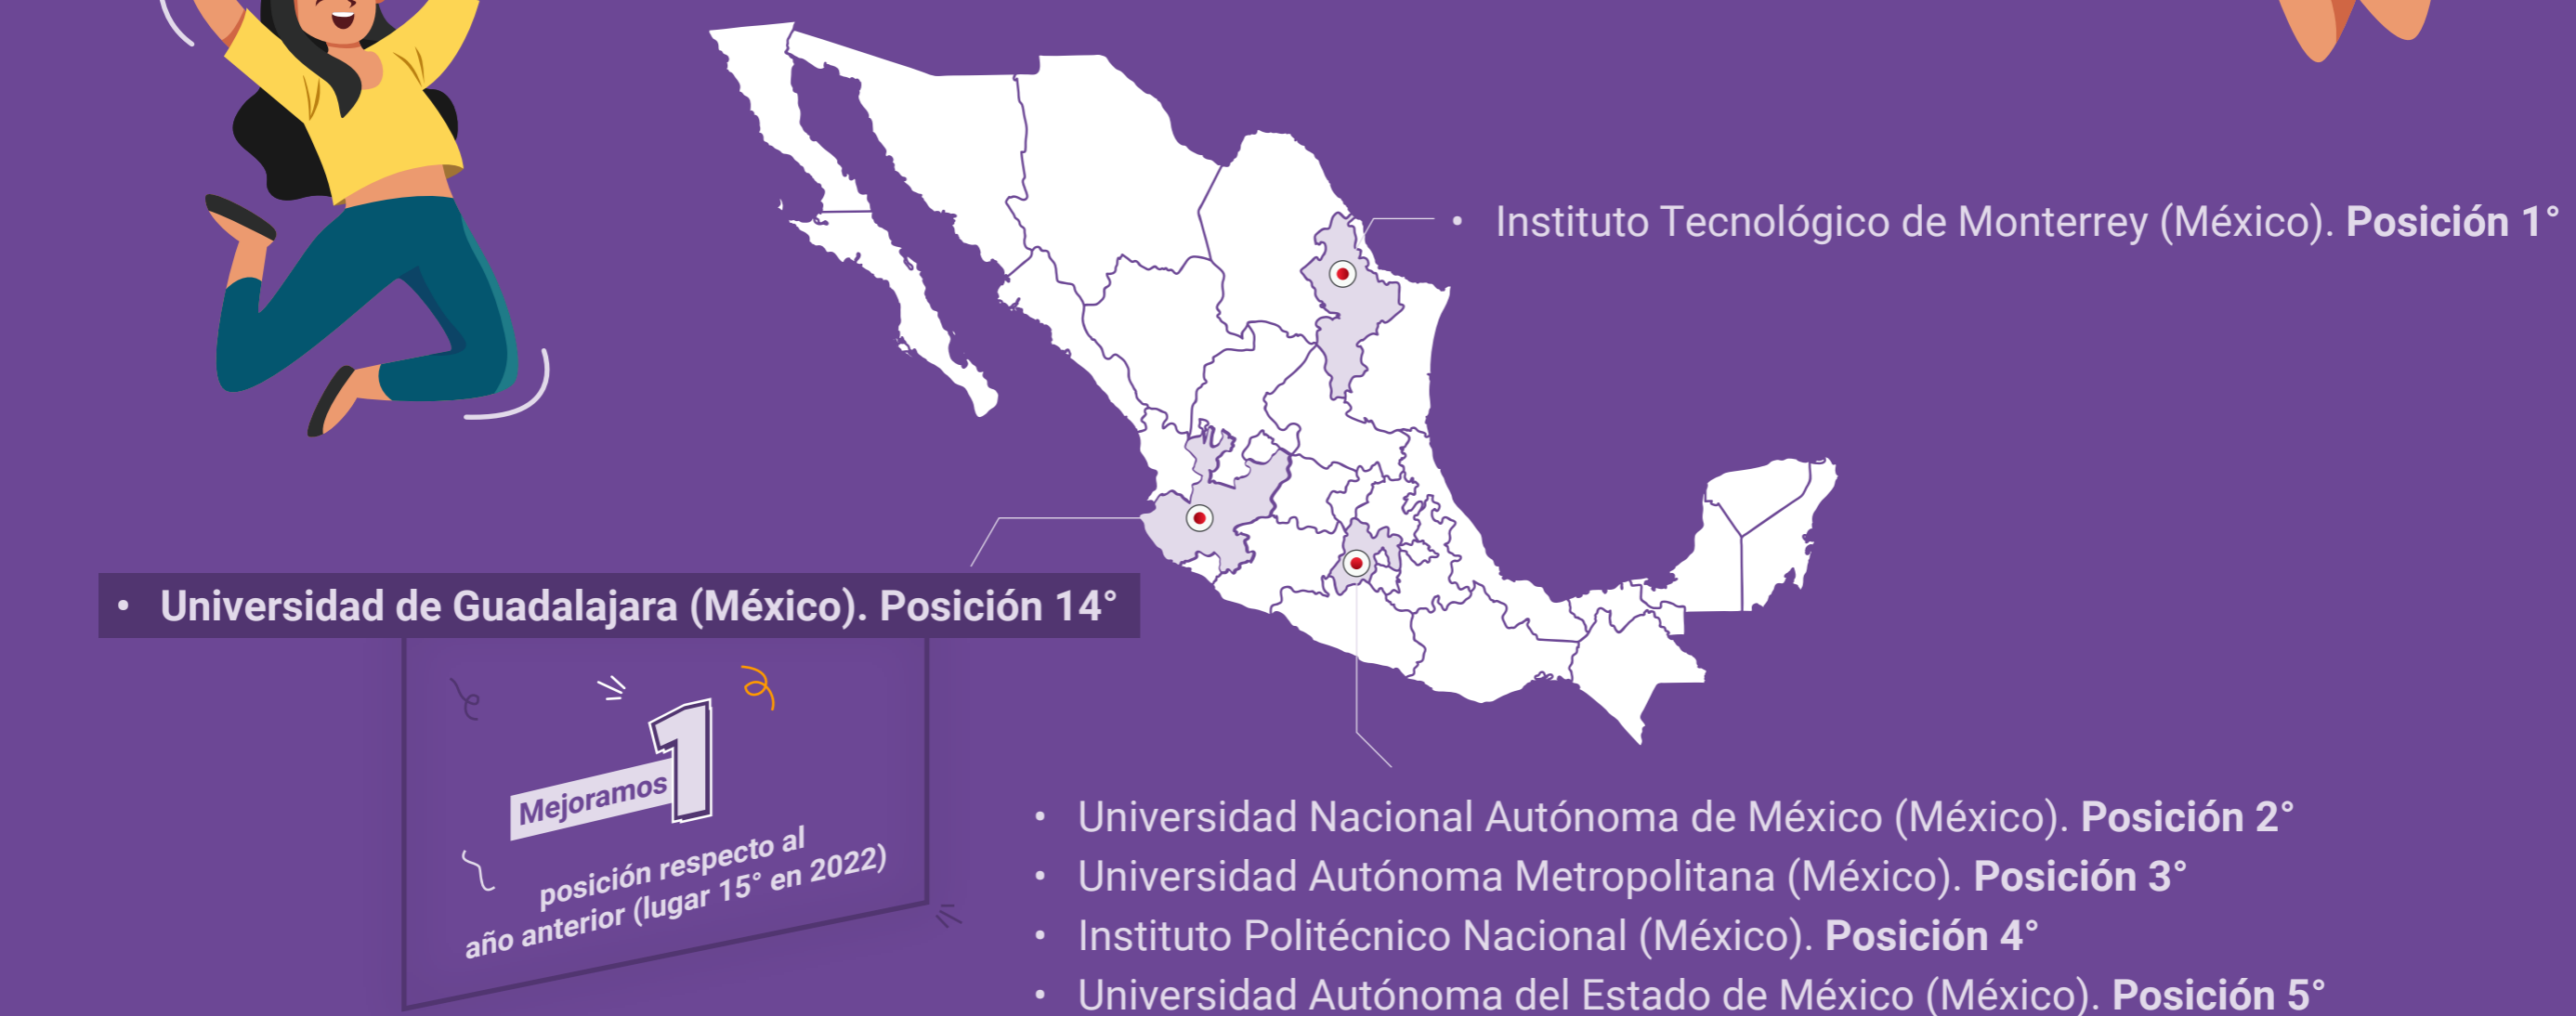 • Instituto Tecnológico de Monterrey (México). Posición 1°
• Universidad de Guadalajara (México). Posición 14°
Mejoramos 1
posición respecto al
año anterior (lugar 15° en 2022)
• Universidad Nacional Autónoma de México (México). Posición 2°
• Universidad Autónoma Metropolitana (México). Posición 3°
• Instituto Politécnico Nacional (México). Posición 4°
• Universidad Autónoma del Estado de México (México). Posición 5°